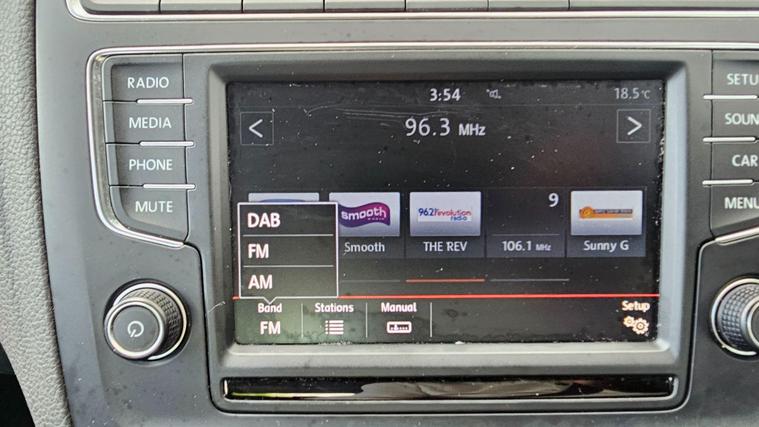 RADIO
MEDIA
PHONE
MUTE
3:54
18.5°C
96.3 MHz
DAB
FM
AM
smooth
Smooth
96.2 revolution
radio
THE REV
9
106.1 MHz
Sunny G
Band
FM
Stations
Manual
Setup
SETU
SOUN
CAR
MENU